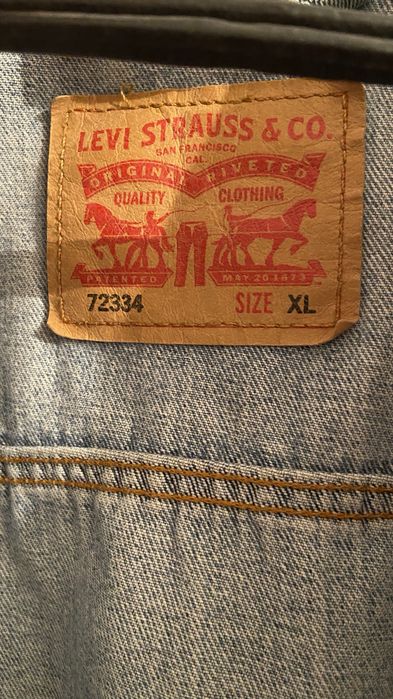 LEVI STRAUSS & CO.
SAN FRANCISCO
CAL.
ORIGINAL RIVETED
QUALITY CLOTHING
PATENTED MAY 20 1873
72334 SIZE XL